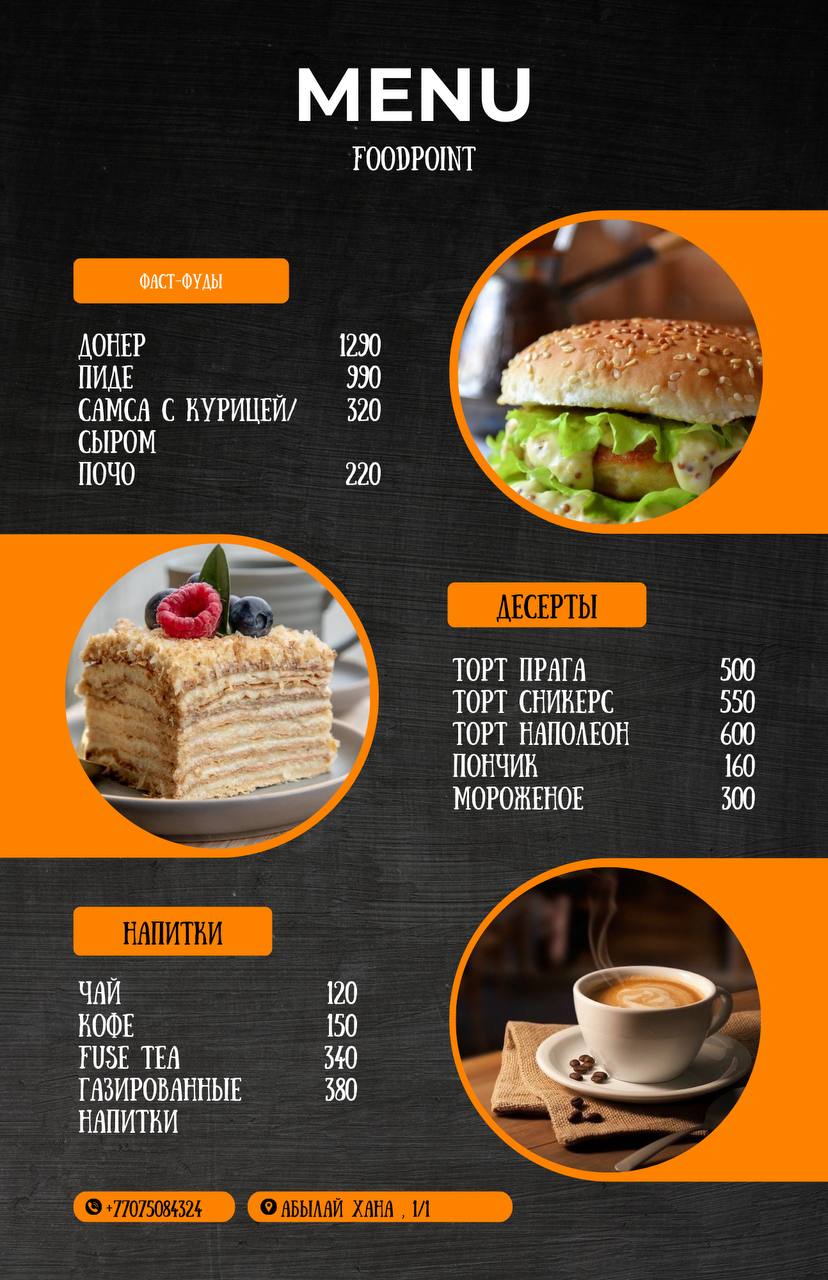 MENU
FOODPOINT
ФАСТ-ФУДЫ
ДОНЕР 1290
ПИДЕ 990
САМСА С КУРИЦЕЙ/ 320
СЫРОМ
ПОЧО 220
ДЕСЕРТЫ
ТОРТ ПРАГА 500
ТОРТ СНИКЕРС 550
ТОРТ НАПОЛЕОН 600
ПОНЧИК 160
МОРОЖЕНОЕ 300
НАПИТКИ
ЧАЙ 120
КОФЕ 150
FUSE TEA 340
ГАЗИРОВАННЫЕ 380
НАПИТКИ
+77075084324 АБЫЛАЙ ХАНА , 1/1